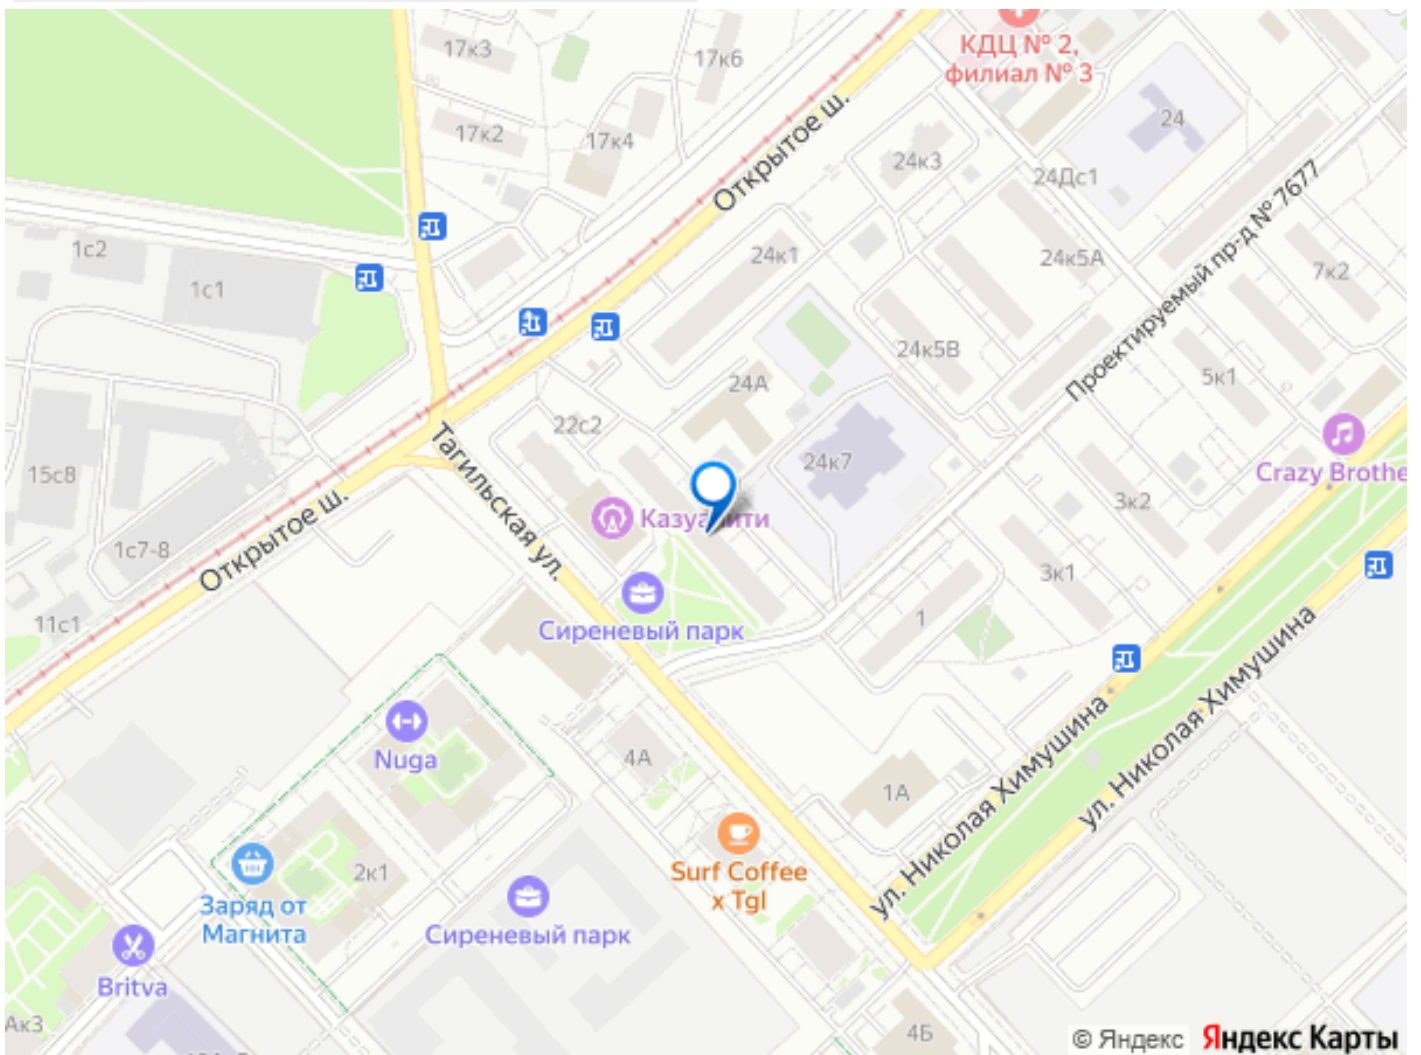 17к3
17к6
КДЦ № 2,
филиал № 3
17к2
17к4
24
24к3
24Дс1
Открытое ш.
Проектируемый пр-д № 7677
1с2
1с1
24к1
24к5А
7к2
24к5В
5к1
24А
22с2
Тагильская ул.
24к7
15с8
Crazy Brothe
Казуалити
3к2
1с7-8
Открытое ш.
3к1
11с1
Сиреневый парк
1
ул. Николая Химушина
ул. Николая Химушина
Nuga
4А
1А
Surf Coffee
x Tgl
2к1
Заряд от
Магнита
Сиреневый парк
Britva
Ак3
4Б
© Яндекс Яндекс Карты